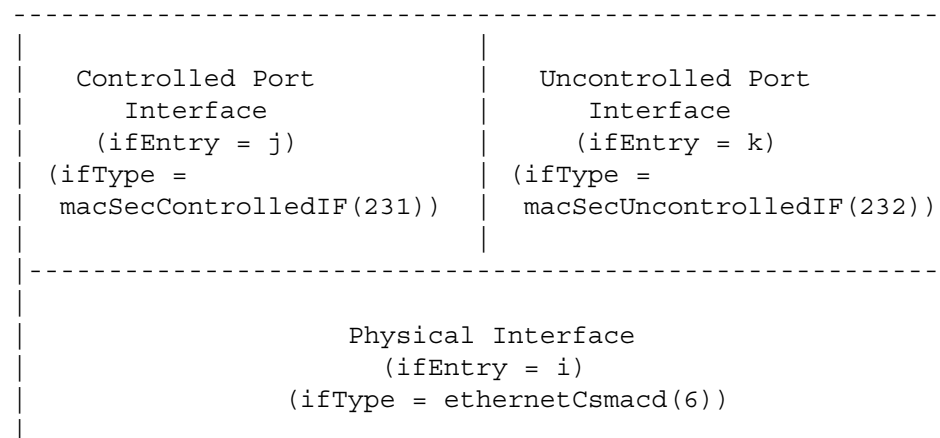 Controlled Port Uncontrolled Port
Interface Interface
(ifEntry = j) (ifEntry = k)
(ifType = (ifType =
macSecControlledIF(231)) macSecUncontrolledIF(232))
Physical Interface
(ifEntry = i)
(ifType = ethernetCsmacd(6))